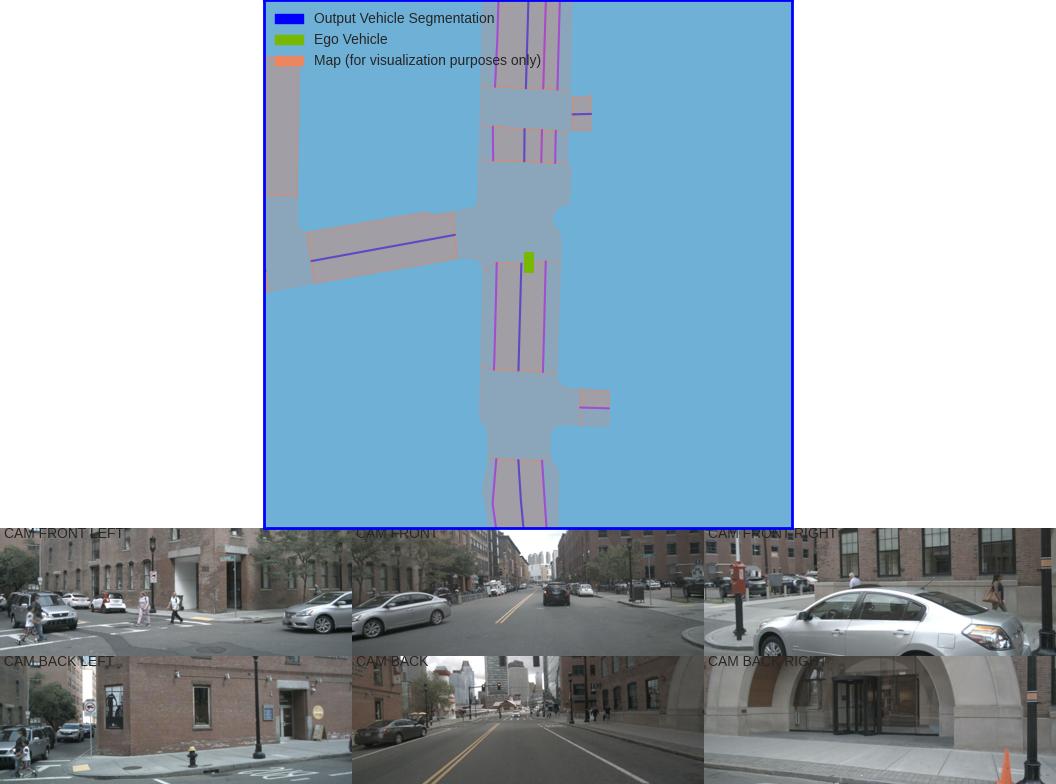 Output Vehicle Segmentation
Ego Vehicle
Map (for visualization purposes only)
CAM FRONT LEFT
CAM FRONT
CAM FRONT RIGHT
CAM BACK LEFT
CAM BACK
CAM BACK RIGHT